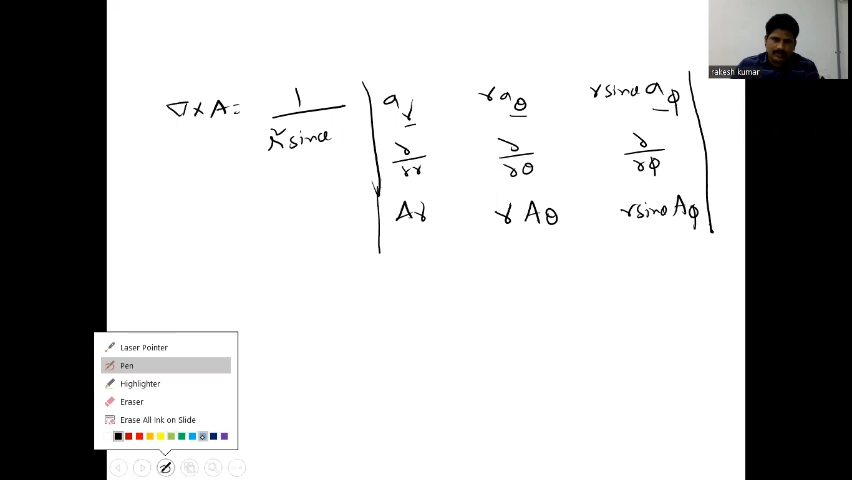 rakesh kumar
∇×A = 1/(r² sinθ) | a_r  r a_θ  r sinθ a_φ |
∂/∂r  ∂/∂θ  ∂/∂φ
A_r  r A_θ  r sinθ A_φ
Laser Pointer
Pen
Highlighter
Eraser
Erase All Ink on Slide